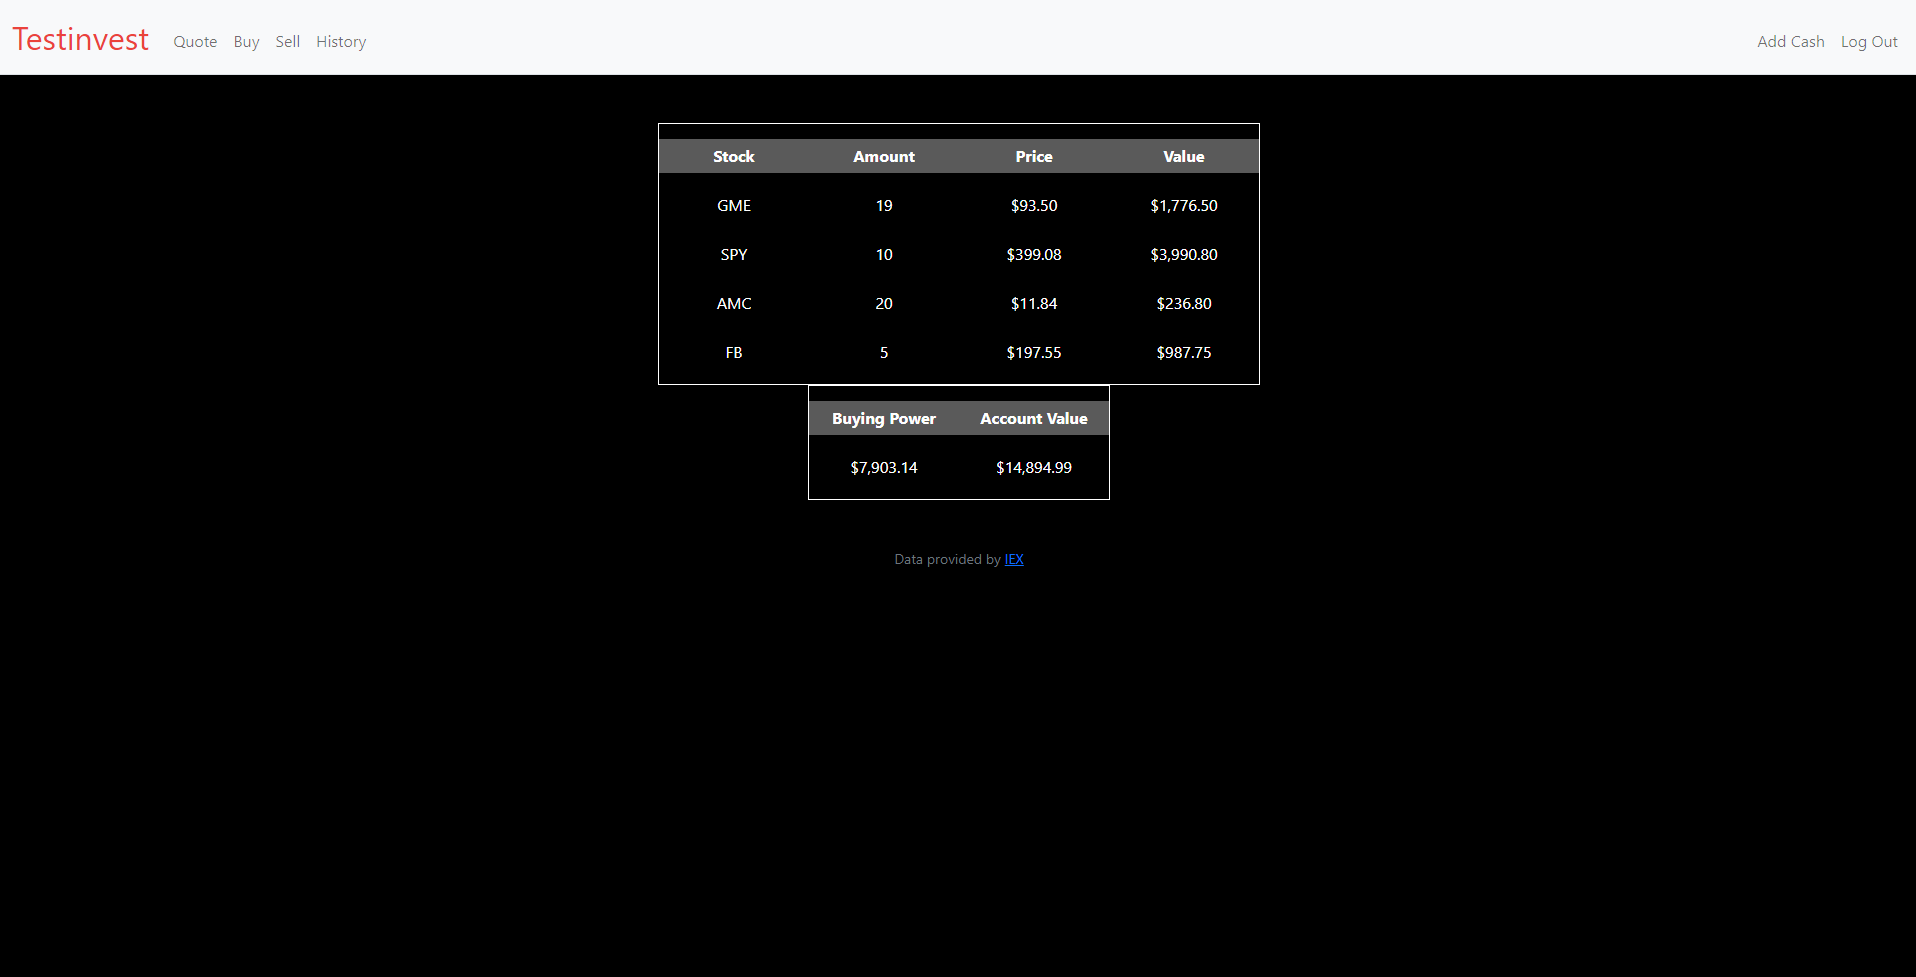 Testinvest Quote Buy Sell History Add Cash Log Out
Stock Amount Price Value
GME 19 $93.50 $1,776.50
SPY 10 $399.08 $3,990.80
AMC 20 $11.84 $236.80
FB 5 $197.55 $987.75
Buying Power Account Value
$7,903.14 $14,894.99
Data provided by IEX